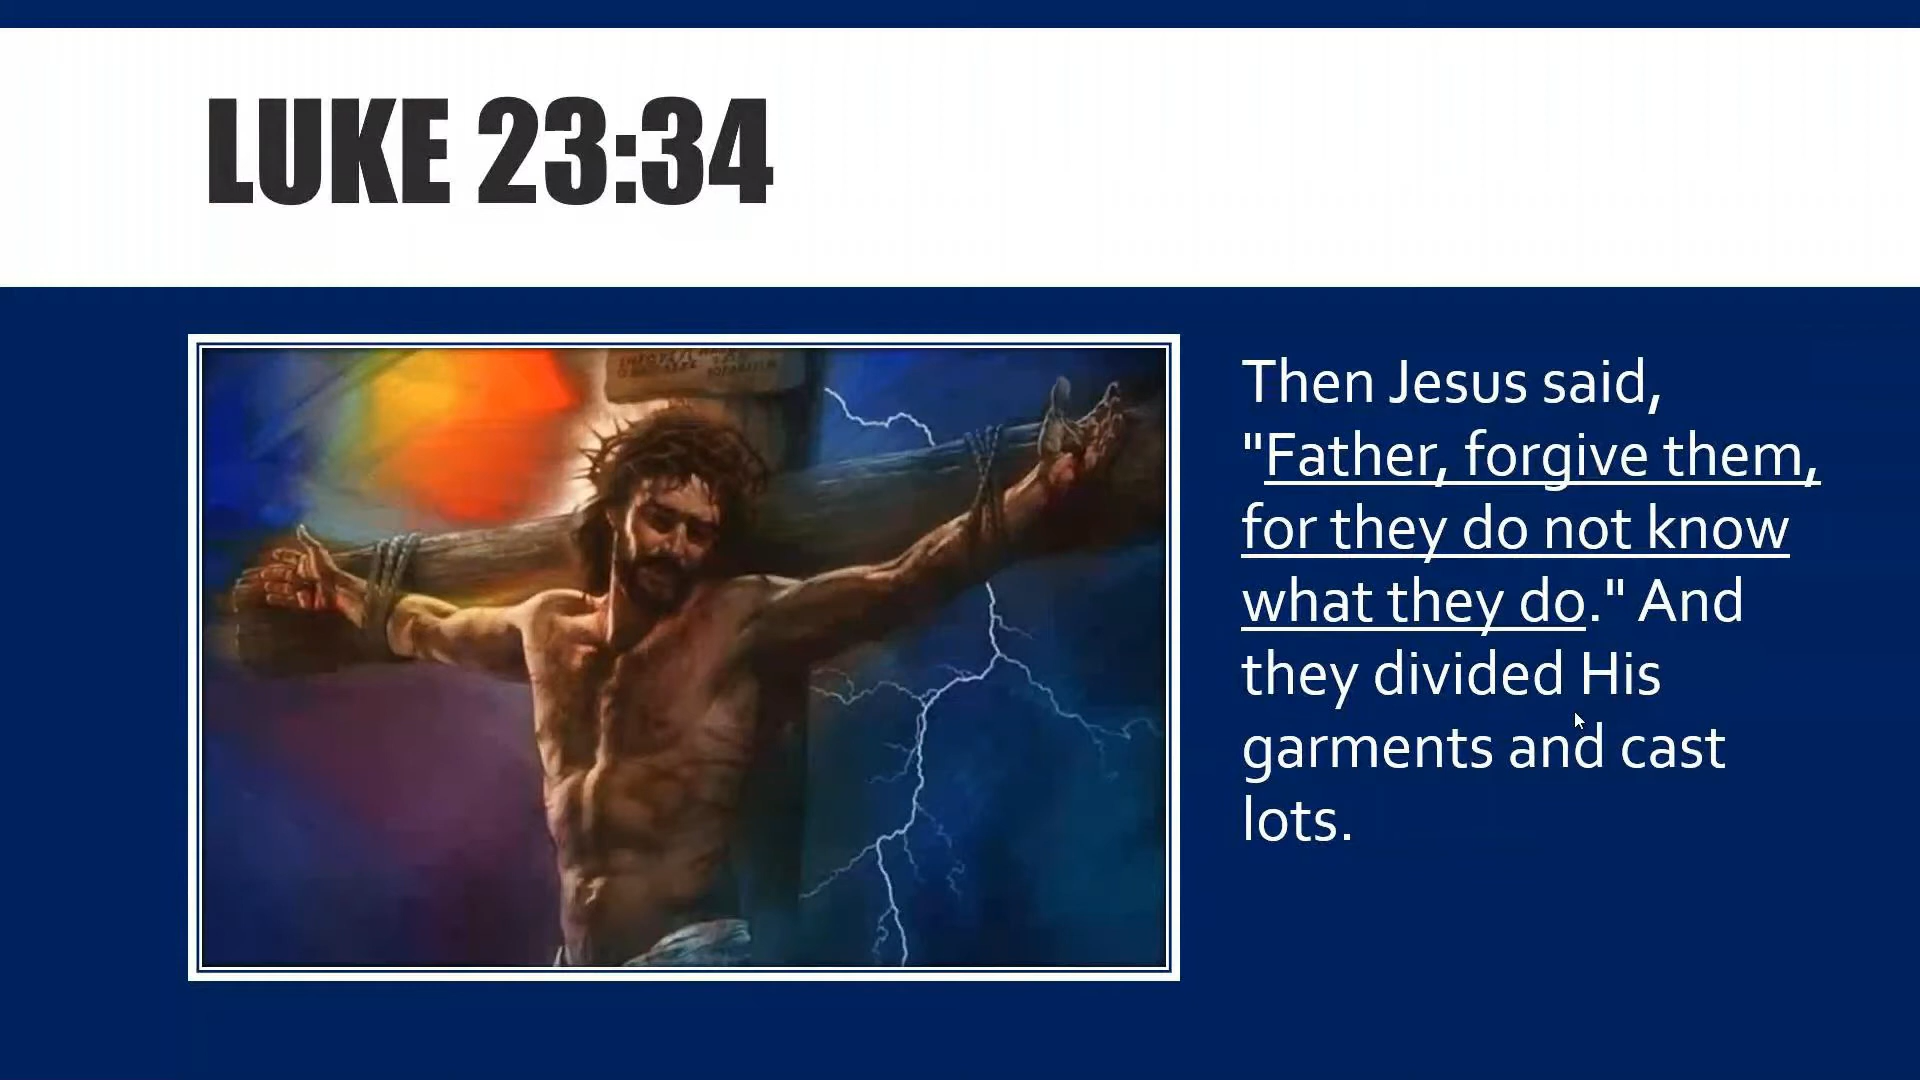 LUKE 23:34
Then Jesus said,
"Father, forgive them,
for they do not know
what they do." And
they divided His
garments and cast
lots.